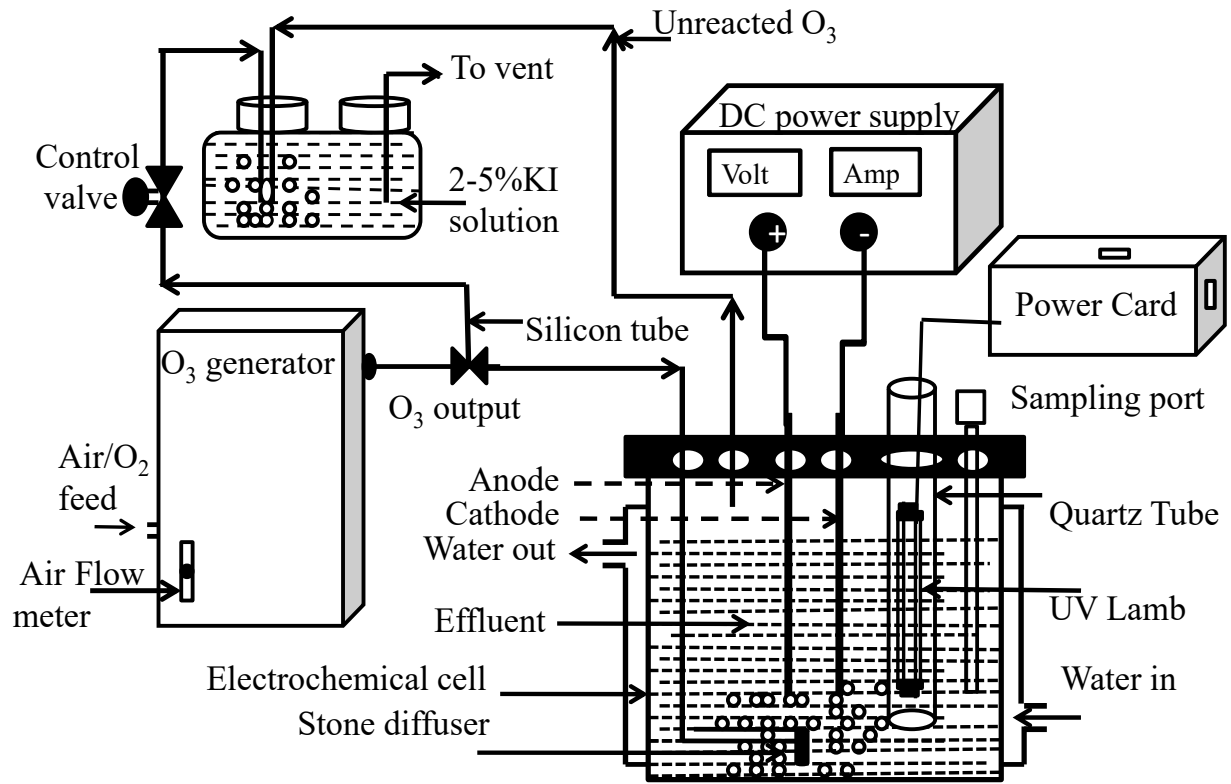 Unreacted O₃
To vent
DC power supply
Control
valve
2-5%KI
solution
Volt
Amp
+
-
Power Card
Silicon tube
O₃ generator
O₃ output
Sampling port
Air/O₂
feed
Anode
Cathode
Quartz Tube
Water out
Air Flow
meter
UV Lamb
Effluent
Electrochemical cell
Water in
Stone diffuser